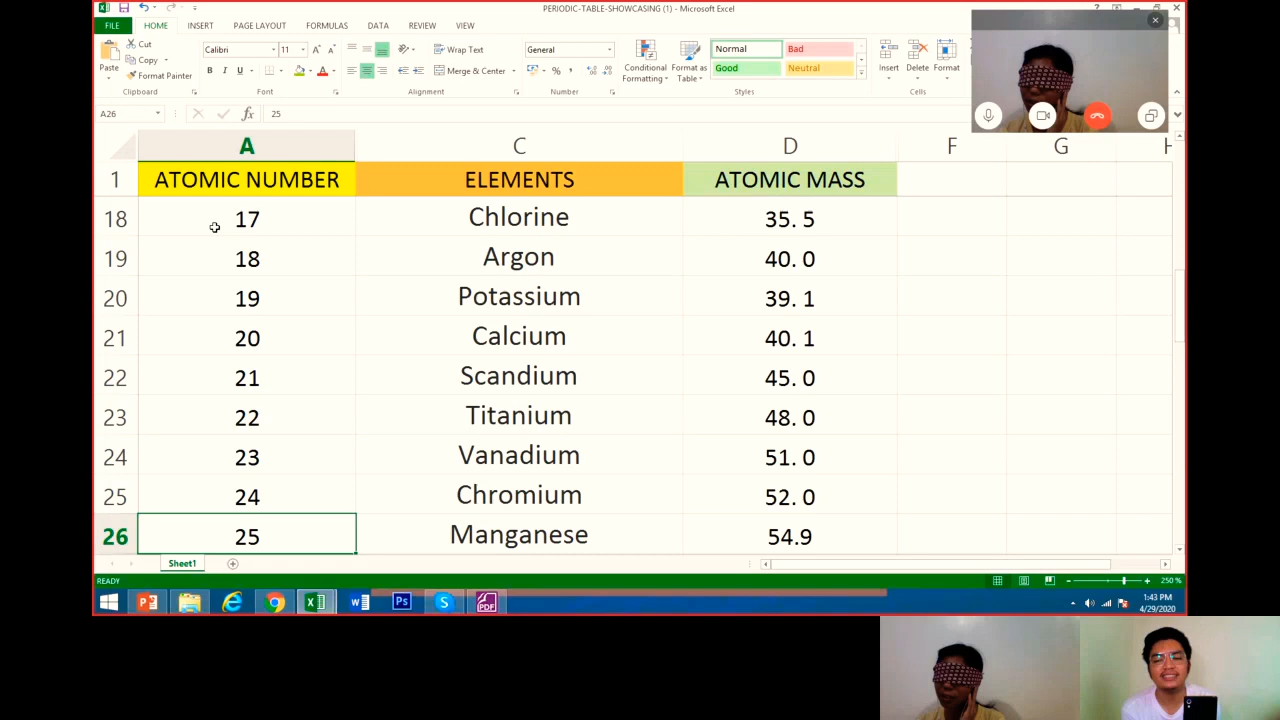 PERIODIC-TABLE-SHOWCASING (1) - Microsoft Excel
FILE HOME INSERT PAGE LAYOUT FORMULAS DATA REVIEW VIEW
Paste Cut Copy Format Painter Clipboard
Calibri 11 B I U A Font
Wrap Text Merge & Center Alignment
General % Number
Conditional Formatting Format as Table Normal Bad Good Neutral Styles
Insert Delete Format Cells
A26 fx 25
A C D F G H
1 ATOMIC NUMBER ELEMENTS ATOMIC MASS
18 17 Chlorine 35. 5
19 18 Argon 40. 0
20 19 Potassium 39. 1
21 20 Calcium 40. 1
22 21 Scandium 45. 0
23 22 Titanium 48. 0
24 23 Vanadium 51. 0
25 24 Chromium 52. 0
26 25 Manganese 54.9
Sheet1
READY 250 %
1:43 PM
4/29/2020